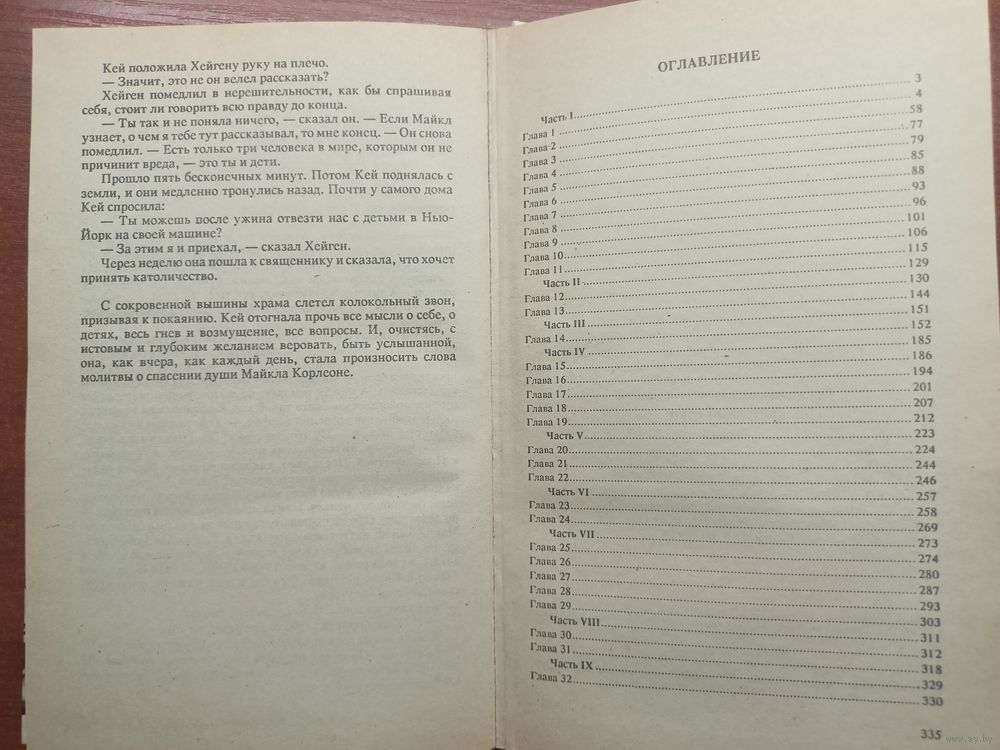 Кей положила Хейгену руку на плечо.
— Значит, это не он велел рассказать?
Хейген помедлил в нерешительности, как бы спрашивая
себя, стоит ли говорить всю правду до конца.
— Ты так и не поняла ничего, — сказал он. — Если Майкл
узнает, о чем я тебе тут рассказывал, то мне конец. — Он снова
помедлил. — Есть только три человека в мире, которым он не
причинит вреда, — это ты и дети.
Прошло пять бесконечных минут. Потом Кей поднялась с
земли, и они медленно тронулись назад. Почти у самого дома
Кей спросила:
— Ты можешь после ужина отвезти нас с детьми в Нью-
Йорк на своей машине?
— За этим я и приехал, — сказал Хейген.
Через неделю она пошла к священнику и сказала, что хочет
принять католичество.
С сокровенной вышины храма слетел колокольный звон,
призывая к покаянию. Кей отогнала прочь все мысли о себе, о
детях, весь гнев и возмущение, все вопросы. И, очистясь, с
истовым и глубоким желанием веровать, быть услышанной,
она, как вчера, как каждый день, стала произносить слова
молитвы о спасении души Майкла Корлеоне.
ОГЛАВЛЕНИЕ
Часть I 3
Глава 1 4
Глава 2 58
Глава 3 77
Глава 4 79
Глава 5 85
Глава 6 88
Глава 7 93
Глава 8 96
Глава 9 101
Глава 10 106
Глава 11 115
Часть II 129
Глава 12 130
Глава 13 144
Часть III 151
Глава 14 152
Часть IV 185
Глава 15 186
Глава 16 194
Глава 17 201
Глава 18 207
Глава 19 212
Часть V 223
Глава 20 224
Глава 21 244
Глава 22 246
Часть VI 257
Глава 23 258
Глава 24 269
Часть VII 273
Глава 25 274
Глава 26 280
Глава 27 287
Глава 28 293
Глава 29 303
Часть VIII 311
Глава 30 312
Глава 31 318
Часть IX 329
Глава 32 330
335
www.ay.by